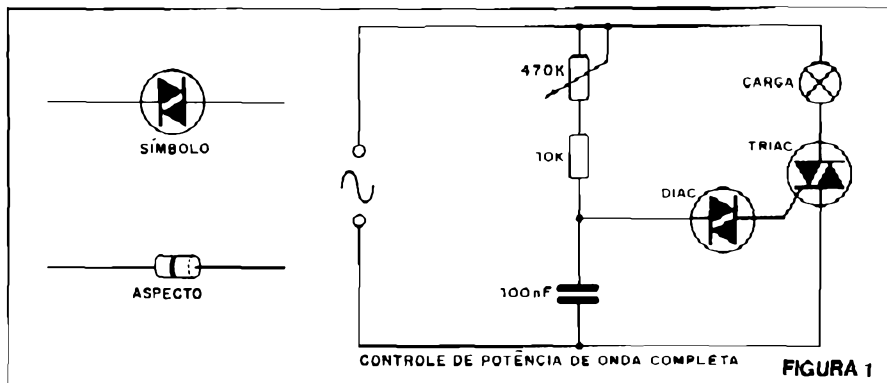 SÍMBOLO
ASPECTO
470K
10K
100nF
DIAC
CARGA
TRIAC
CONTROLE DE POTÊNCIA DE ONDA COMPLETA
FIGURA 1